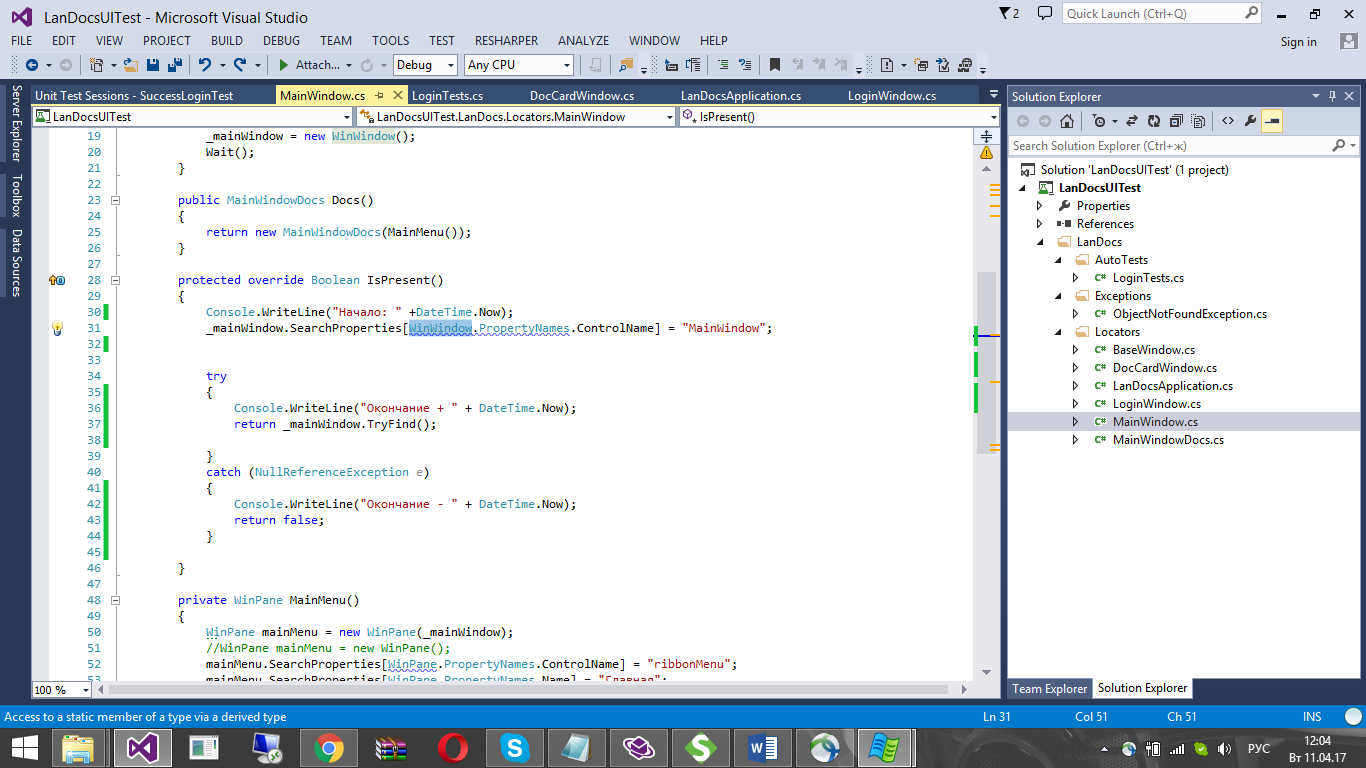 LanDocsUITest - Microsoft Visual Studio
2
Quick Launch (Ctrl+Q)
FILE EDIT VIEW PROJECT BUILD DEBUG TEAM TOOLS TEST RESHARPER ANALYZE WINDOW HELP
Sign in
Attach... Debug Any CPU
Server Explorer
Toolbox
Data Sources
Unit Test Sessions - SuccessLoginTest MainWindow.cs LoginTests.cs DocCardWindow.cs LanDocsApplication.cs LoginWindow.cs
LanDocsUITest LanDocsUITest.LanDocs.Locators.MainWindow IsPresent()
19 _mainWindow = new WinWindow();
20 Wait();
21 }
22
23 public MainWindowDocs Docs()
24 {
25 return new MainWindowDocs(MainMenu());
26 }
27
28 protected override Boolean IsPresent()
29 {
30 Console.WriteLine("Начало: " +DateTime.Now);
31 _mainWindow.SearchProperties[WinWindow.PropertyNames.ControlName] = "MainWindow";
32
33
34 try
35 {
36 Console.WriteLine("Окончание + " + DateTime.Now);
37 return _mainWindow.TryFind();
38
39 }
40 catch (NullReferenceException e)
41 {
42 Console.WriteLine("Окончание - " + DateTime.Now);
43 return false;
44 }
45
46 }
47
48 private WinPane MainMenu()
49 {
50 WinPane mainMenu = new WinPane(_mainWindow);
51 //WinPane mainMenu = new WinPane();
52 mainMenu.SearchProperties[WinPane.PropertyNames.ControlName] = "ribbonMenu";
53 mainMenu.SearchProperties[WinPane.PropertyNames.Name] = "Главная";
100 %
Solution Explorer
Search Solution Explorer (Ctrl+ж)
Solution 'LanDocsUITest' (1 project)
LanDocsUITest
Properties
References
LanDocs
AutoTests
C# LoginTests.cs
Exceptions
C# ObjectNotFoundException.cs
Locators
C# BaseWindow.cs
C# DocCardWindow.cs
C# LanDocsApplication.cs
C# LoginWindow.cs
C# MainWindow.cs
C# MainWindowDocs.cs
Team Explorer Solution Explorer
Access to a static member of a type via a derived type Ln 31 Col 51 Ch 51 INS
РУС
12:04
Вт 11.04.17